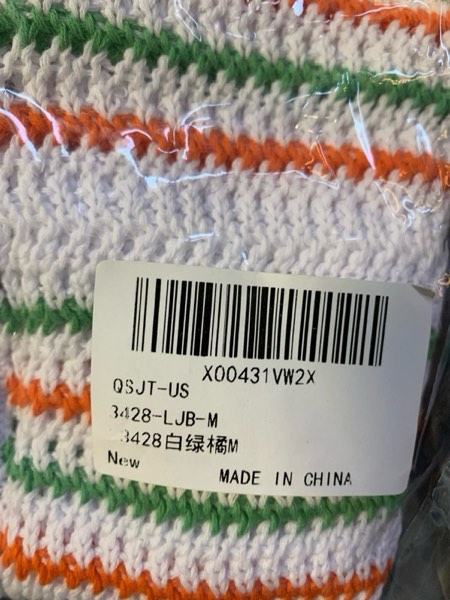 X00431VW2X
QSJT-US
3428-LJB-M
3428白绿橘M
New
MADE IN CHINA